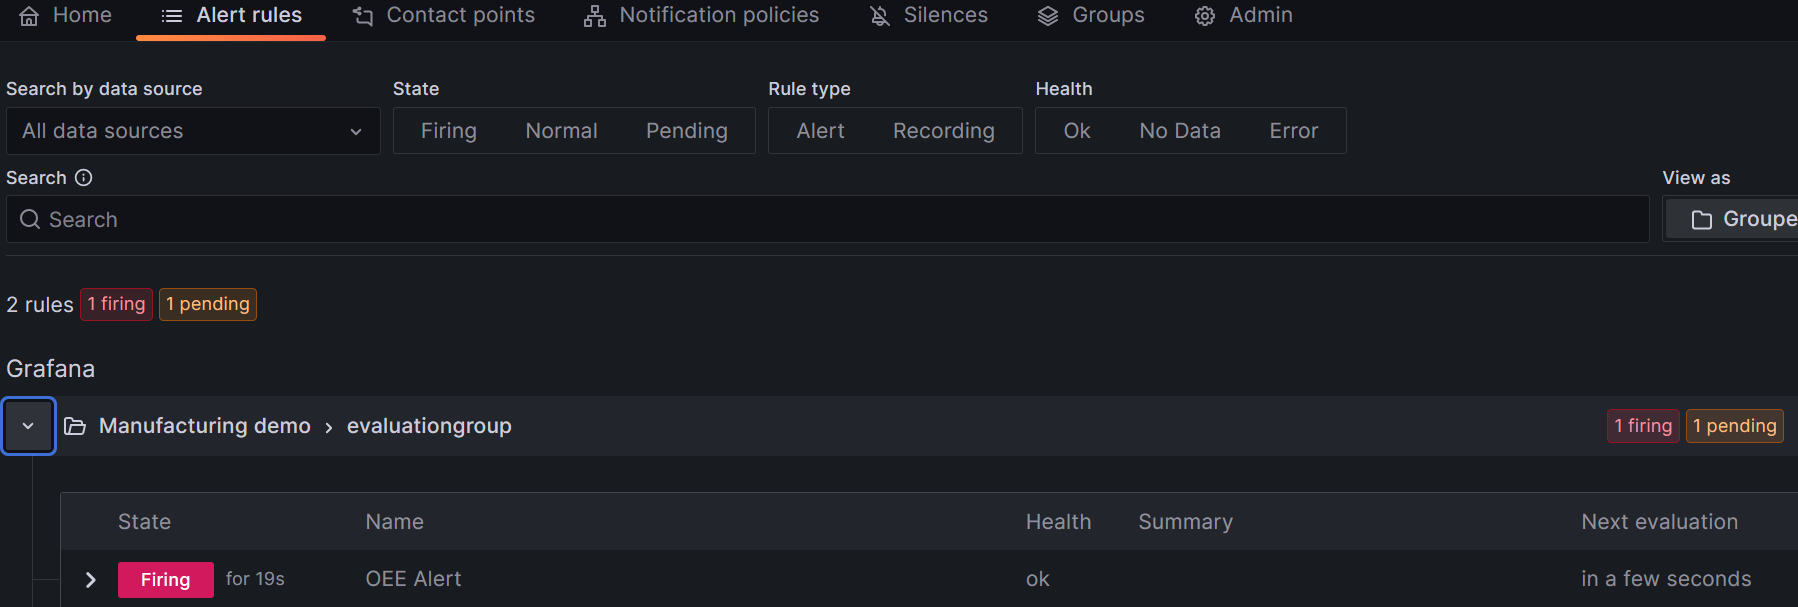 Home Alert rules Contact points Notification policies Silences Groups Admin
Search by data source State Rule type Health
All data sources Firing Normal Pending Alert Recording Ok No Data Error
Search View as
Search Groupe
2 rules 1 firing 1 pending
Grafana
Manufacturing demo › evaluationgroup 1 firing 1 pending
State Name Health Summary Next evaluation
Firing for 19s OEE Alert ok in a few seconds